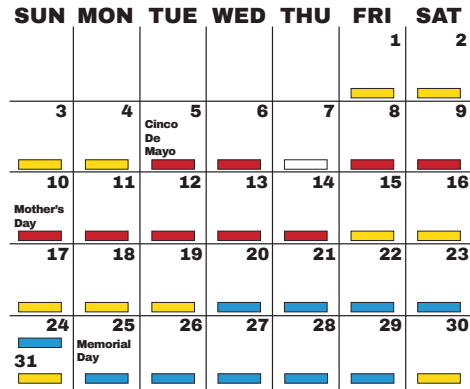 SUN MON TUE WED THU FRI SAT
1 2
3 4 5 6 7 8 9
Cinco
De
Mayo
10 11 12 13 14 15 16
Mother's
Day
17 18 19 20 21 22 23
24 25 26 27 28 29 30
Memorial
Day
31